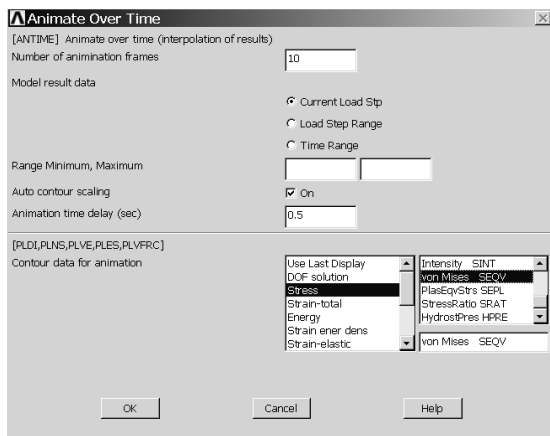 Animate Over Time
[ANTIME] Animate over time (interpolation of results)
Number of animination frames
10
Model result data
Current Load Stp
Load Step Range
Time Range
Range Minimum, Maximum
Auto contour scaling
On
Animation time delay (sec)
0.5
[PLDI,PLNS,PLVE,PLES,PLVFRC]
Contour data for animation
Use Last Display
DOF solution
Stress
Strain-total
Energy
Strain ener dens
Strain-elastic
Intensity SINT
von Mises SEQV
PlasEqvStrs SEPL
StressRatio SRAT
HydrostPres HPRE
von Mises SEQV
OK
Cancel
Help